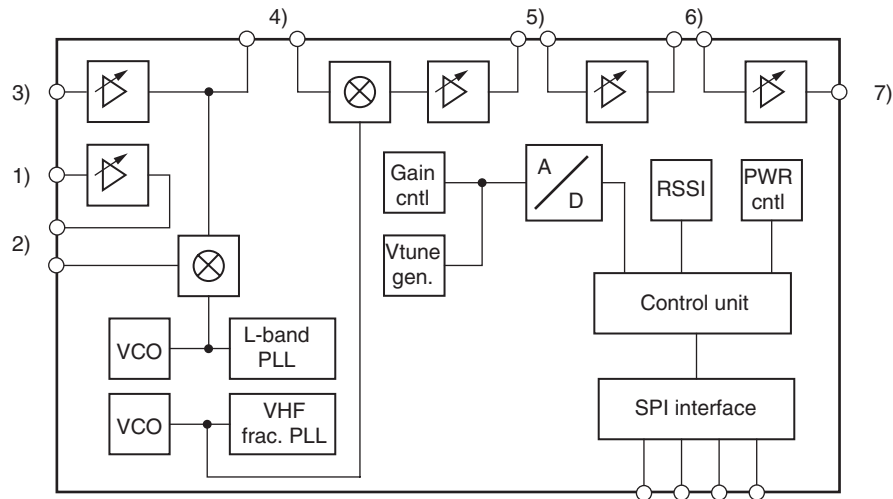 4)
5)
6)
3)
7)
1)
2)
Gain
cntl
A
D
RSSI
PWR
cntl
Vtune
gen.
Control unit
VCO
L-band
PLL
VCO
VHF
frac. PLL
SPI interface